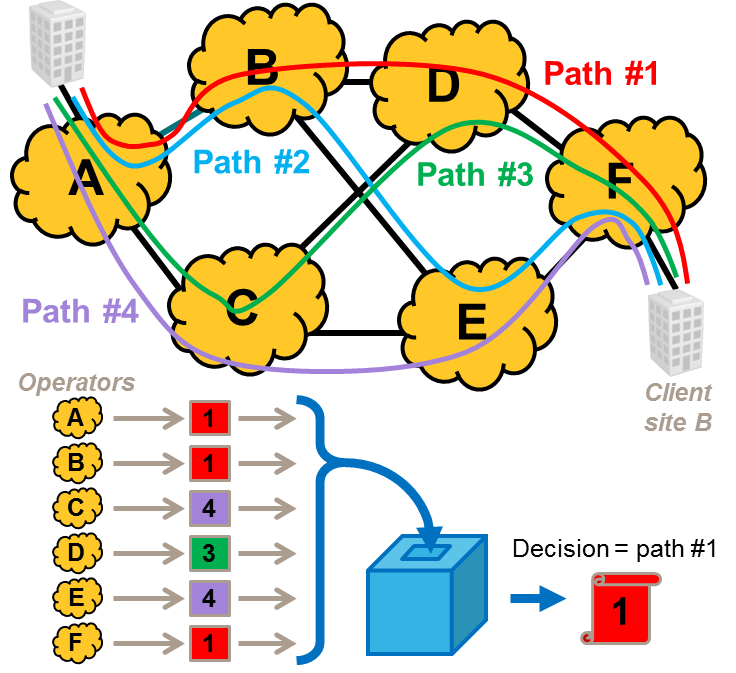 B
D
Path #1
A
Path #2
Path #3
F
Path #4
C
E
Operators
Client
site B
A 1
B 1
C 4
D 3
E 4
F 1
Decision = path #1
1